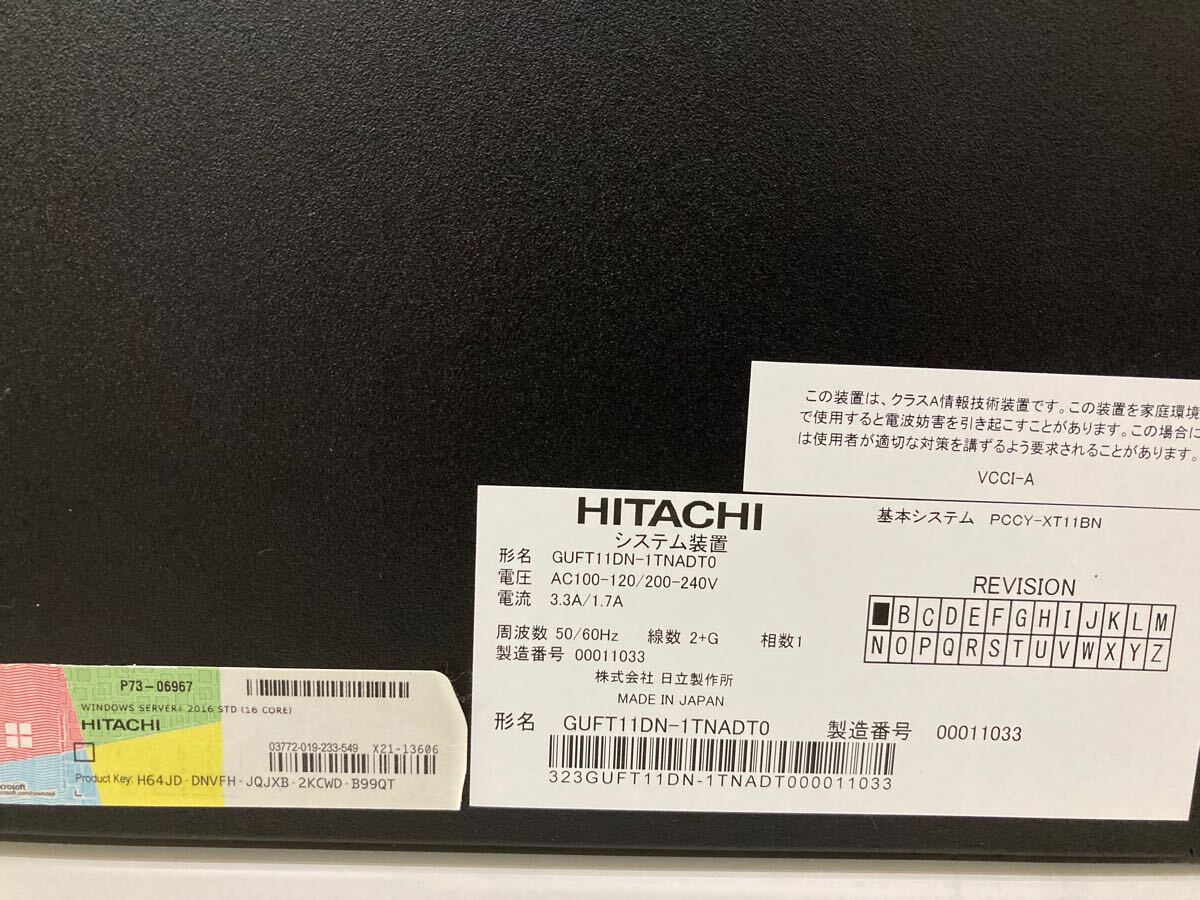 この装置は、クラスA情報技術装置です。この装置を家庭環境
で使用すると電波妨害を引き起こすことがあります。この場合に
は使用者が適切な対策を講ずるよう要求されることがあります。
VCCI-A
HITACHI
システム装置
基本システム PCCY-XT11BN
形名 GUFT11DN-1TNADT0
電圧 AC100-120/200-240V
電流 3.3A/1.7A
周波数 50/60Hz 線数 2+G 相数1
製造番号 00011033
株式会社 日立製作所
MADE IN JAPAN
REVISION
B C D E F G H I J K L M
N O P Q R S T U V W X Y Z
形名 GUFT11DN-1TNADT0 製造番号 00011033
323GUFT11DN-1TNADT000011033
P73-06967
WINDOWS SERVER 2016 STD (16 CORE)
HITACHI
03772-019-233-549 X21-13606
Product Key: H64JD-DNVFH-JQJXB-2KCWD-B99QT